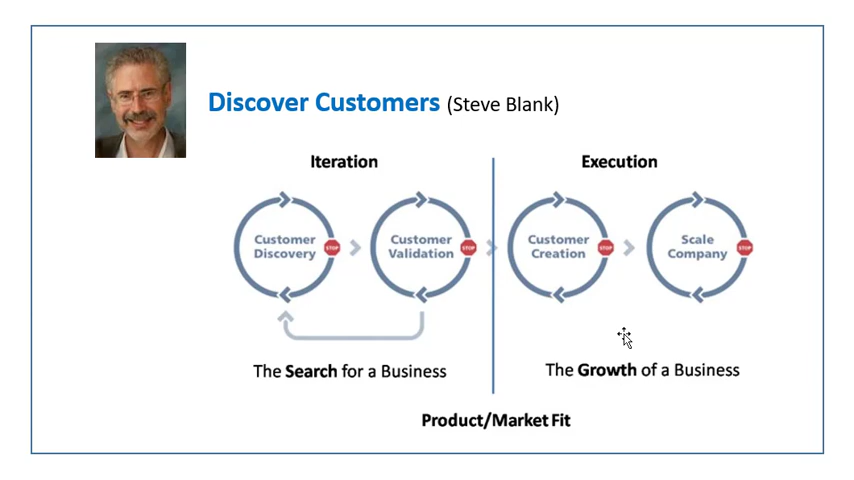 Discover Customers (Steve Blank)
Iteration
Execution
Customer
Discovery
STOP
Customer
Validation
STOP
Customer
Creation
STOP
Scale
Company
STOP
The Search for a Business
The Growth of a Business
Product/Market Fit